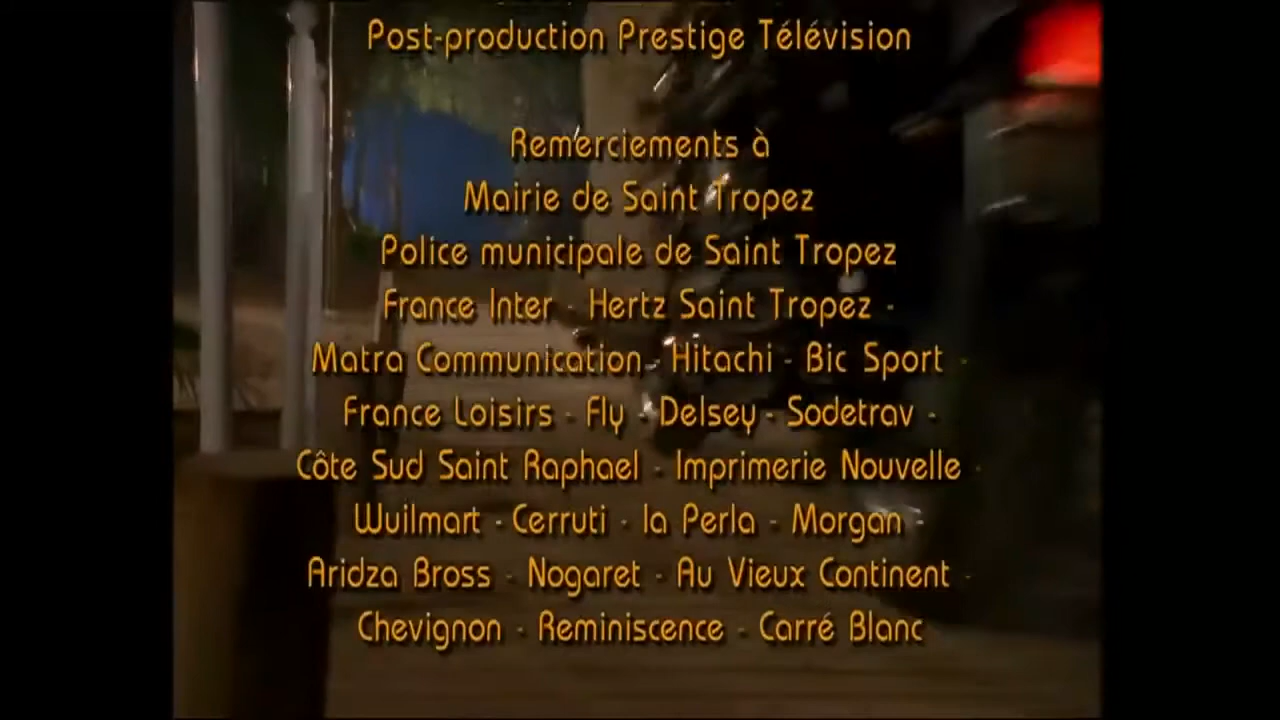 Post-production Prestige Télévision
Remerciements à
Mairie de Saint Tropez
Police municipale de Saint Tropez
France Inter - Hertz Saint Tropez -
Matra Communication - Hitachi - Bic Sport -
France Loisirs - Fly - Delsey - Sodetrav -
Côte Sud Saint Raphael - Imprimerie Nouvelle -
Wuilmart - Cerruti - la Perla - Morgan -
Aridza Bross - Nogaret - Au Vieux Continent -
Chevignon - Reminiscence - Carré Blanc